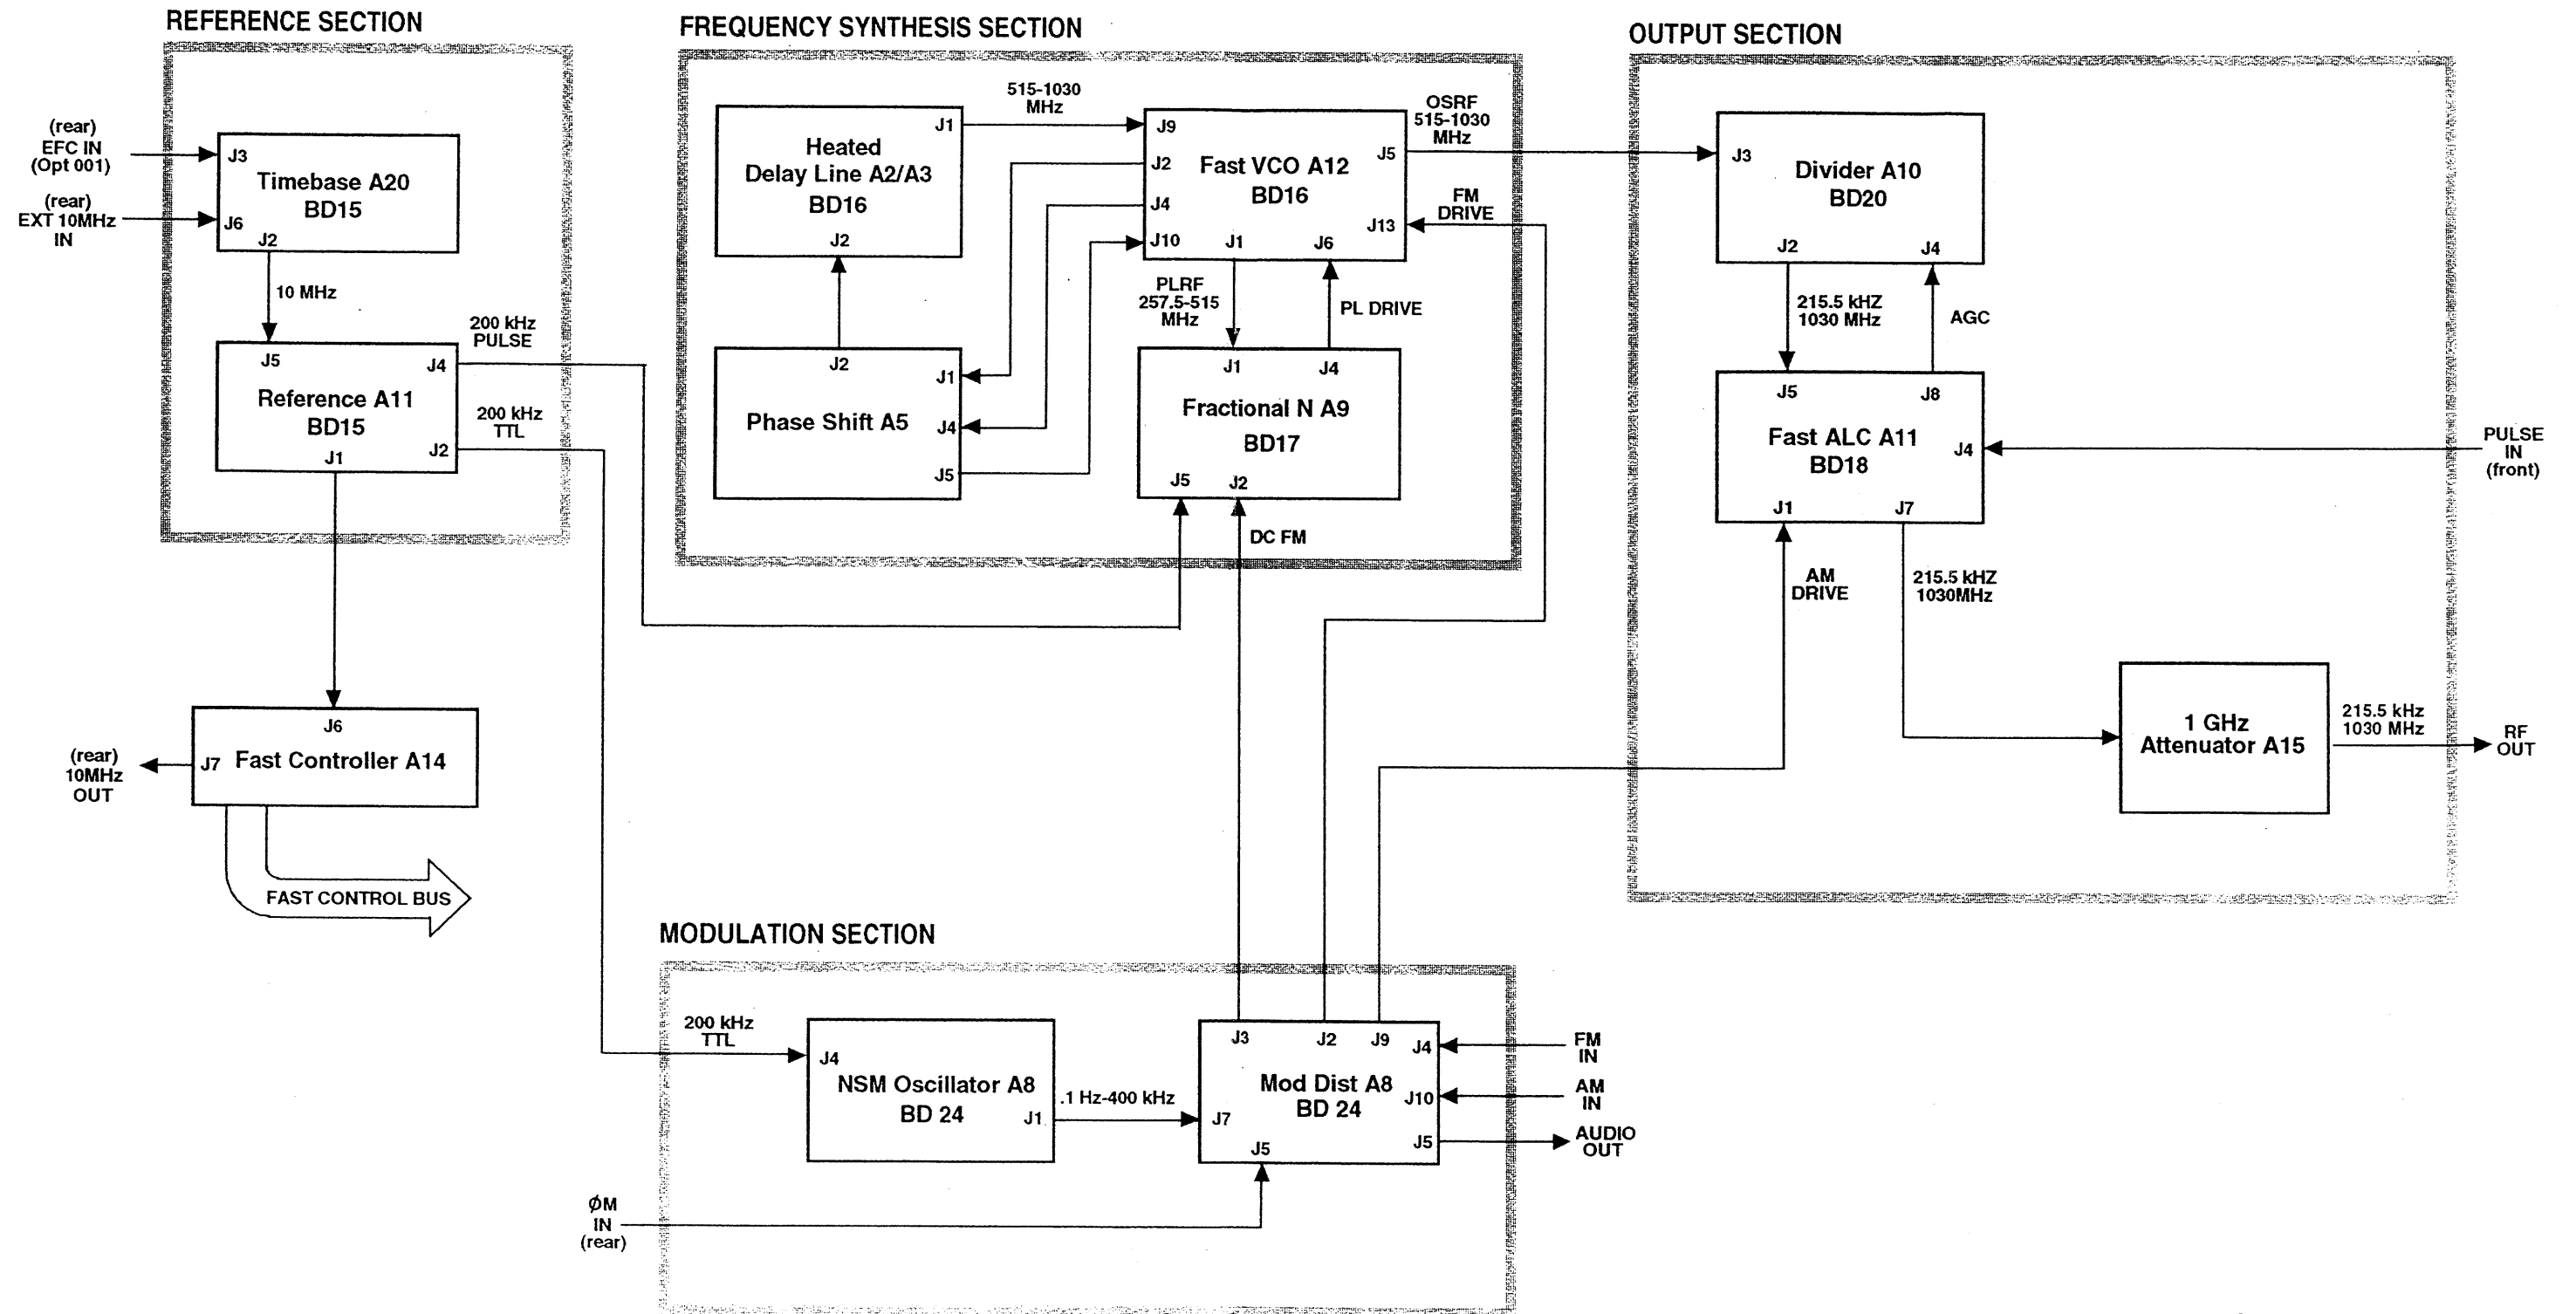 REFERENCE SECTION
(rear)
EFC IN
(Opt 001)
(rear)
EXT 10MHz
IN
J3
Timebase A20
BD15
J6
J2
10 MHz
J5
J4
Reference A11
BD15
J2
J1
200 kHz
PULSE
200 kHz
TTL
J6
J7
Fast Controller A14
(rear)
10MHz
OUT
FAST CONTROL BUS
FREQUENCY SYNTHESIS SECTION
J1
Heated
Delay Line A2/A3
BD16
J2
515-1030
MHz
J9
J2
J4
J10
Fast VCO A12
BD16
J5
J13
J1
J6
OSRF
515-1030
MHz
FM
DRIVE
PLRF
257.5-515
MHz
PL DRIVE
J2
J1
Phase Shift A5
J4
J5
J1
J4
Fractional N A9
BD17
J5
J2
DC FM
OUTPUT SECTION
J3
Divider A10
BD20
J2
J4
215.5 kHZ
1030 MHz
AGC
J5
J8
Fast ALC A11
BD18
J4
J1
J7
PULSE
IN
(front)
AM
DRIVE
215.5 kHZ
1030MHz
1 GHz
Attenuator A15
215.5 kHz
1030 MHz
RF
OUT
MODULATION SECTION
200 kHz
TTL
J4
NSM Oscillator A8
BD 24
J1
.1 Hz-400 kHz
J3
J2
J9
J4
Mod Dist A8
BD 24
J10
J7
J5
J5
FM
IN
AM
IN
AUDIO
OUT
ØM
IN
(rear)